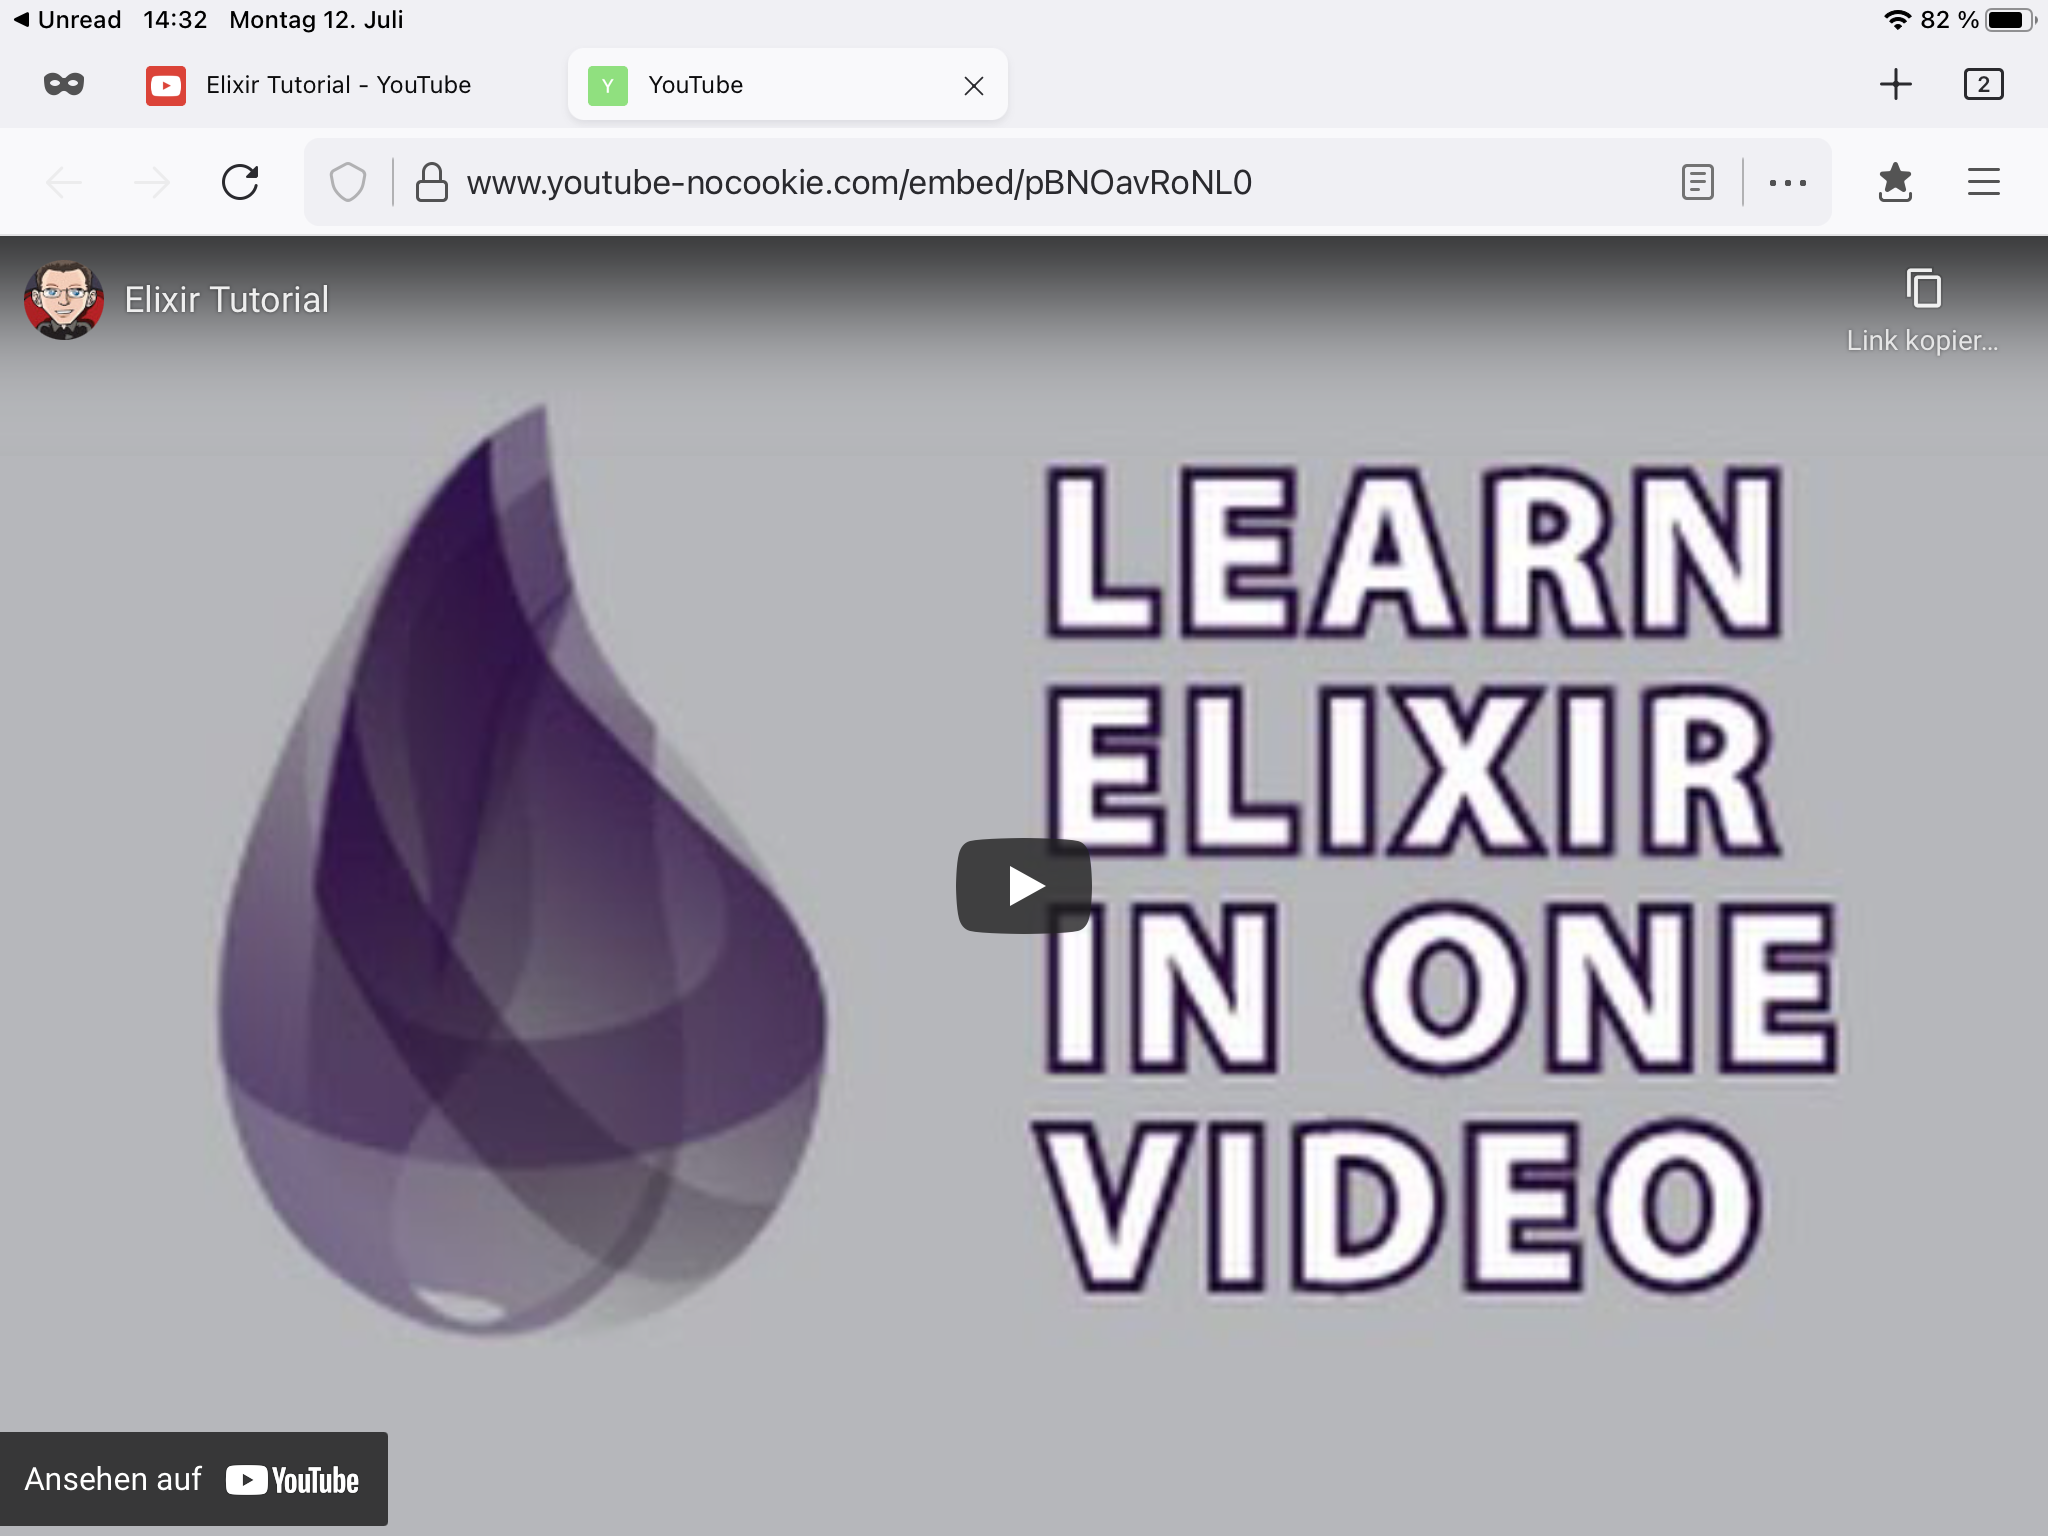 Unread 14:32 Montag 12. Juli 82 %
Elixir Tutorial - YouTube Y YouTube 2
www.youtube-nocookie.com/embed/pBNOavRoNL0
Elixir Tutorial
Link kopier...
LEARN
ELIXIR
IN ONE
VIDEO
Ansehen auf YouTube